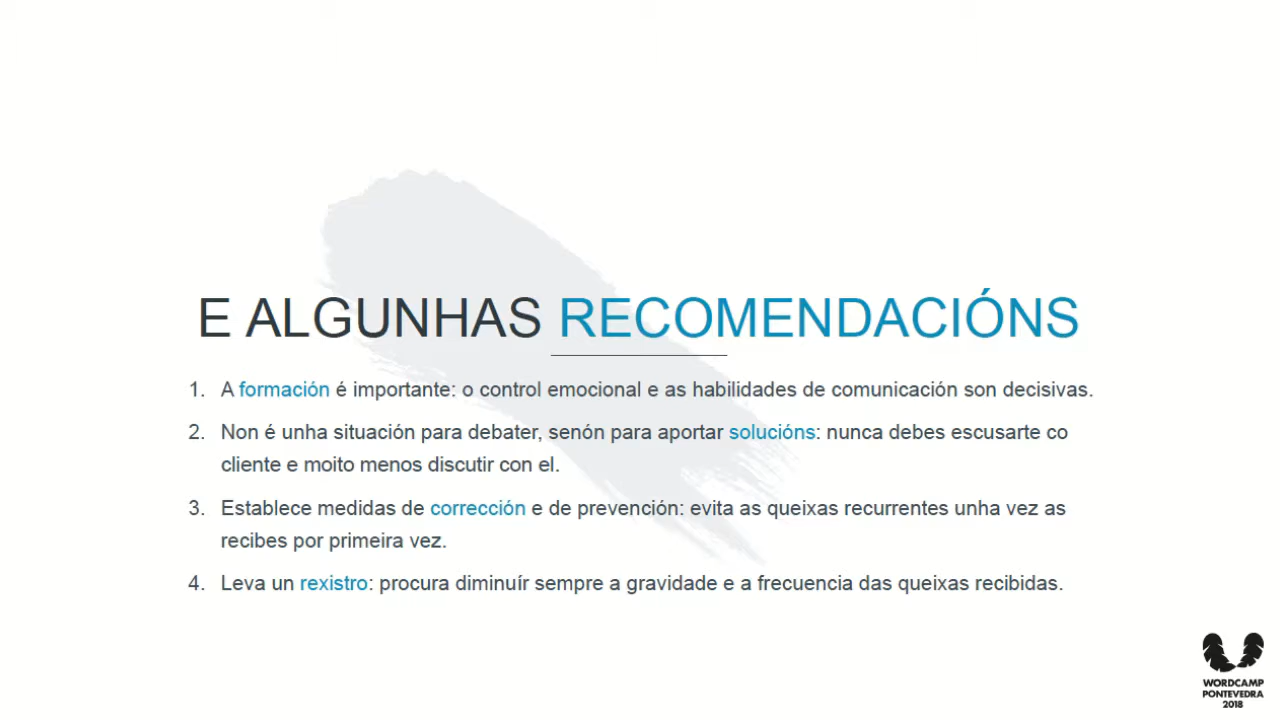 E ALGUNHAS RECOMENDACIÓNS
1. A formación é importante: o control emocional e as habilidades de comunicación son decisivas.
2. Non é unha situación para debater, senón para aportar solucións: nunca debes escusarte co
cliente e moito menos discutir con el.
3. Establece medidas de corrección e de prevención: evita as queixas recurrentes unha vez as
recibes por primeira vez.
4. Leva un rexistro: procura diminuír sempre a gravidade e a frecuencia das queixas recibidas.
WORDCAMP
PONTEVEDRA
2018